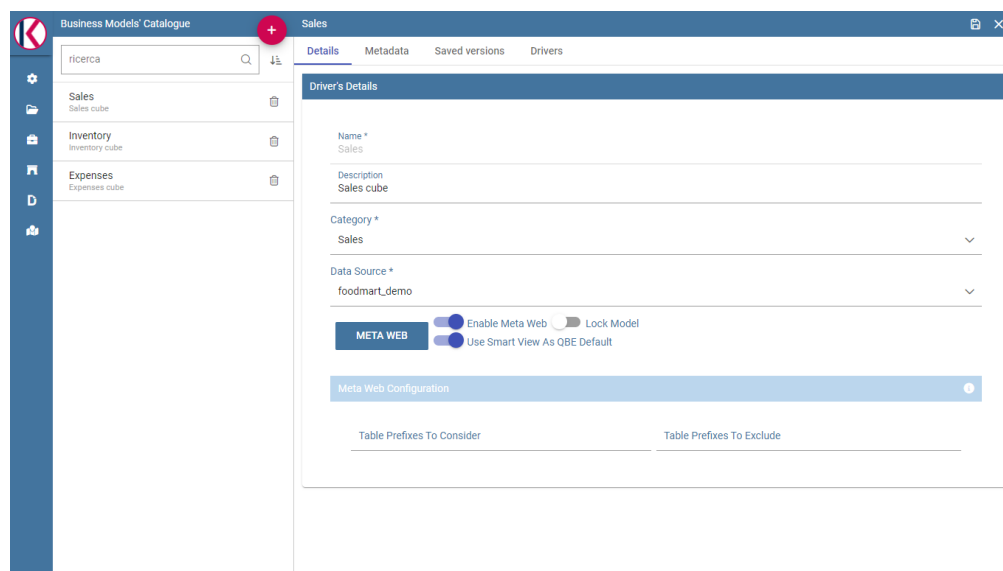 Business Models' Catalogue
Sales
Details
Metadata
Saved versions
Drivers
ricerca
Sales
Sales cube
Inventory
Inventory cube
Expenses
Expenses cube
D
Driver's Details
Name *
Sales
Description
Sales cube
Category *
Sales
Data Source *
foodmart_demo
META WEB
Enable Meta Web
Lock Model
Use Smart View As QBE Default
Meta Web Configuration
Table Prefixes To Consider
Table Prefixes To Exclude